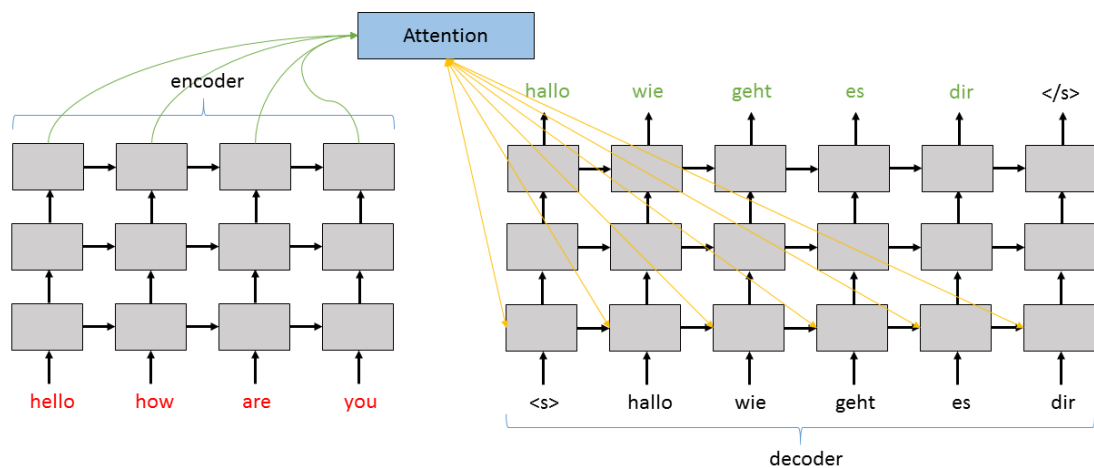 Attention
encoder
hallo wie geht es dir </s>
hello how are you
<s> hallo wie geht es dir
decoder